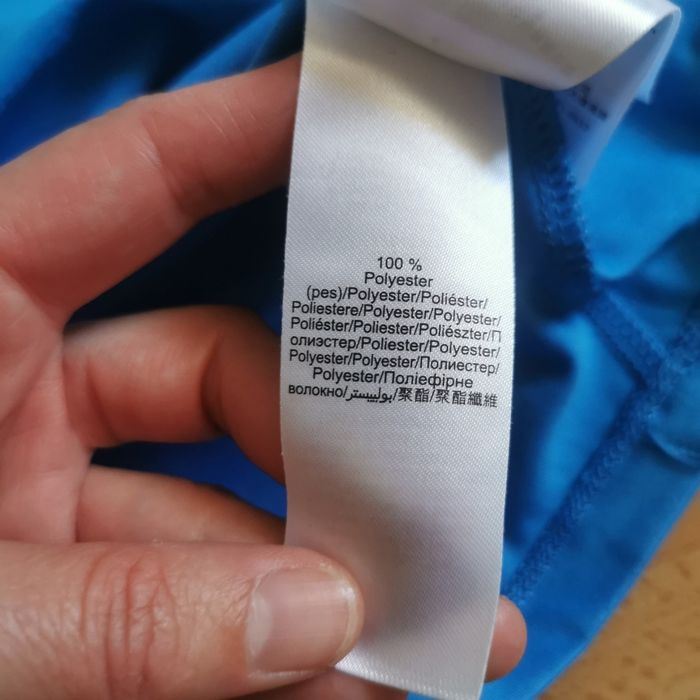 100 %
Polyester
(pes)/Polyester/Poliéster/
Poliestere/Polyester/Polyester/
Poliéster/Poliester/Poliészter/П
олиэстер/Poliester/Polyester/
Polyester/Polyester/Полиестер/
Polyester/Поліефірне
волокно/بوليیستر/聚酯/聚酯纖維